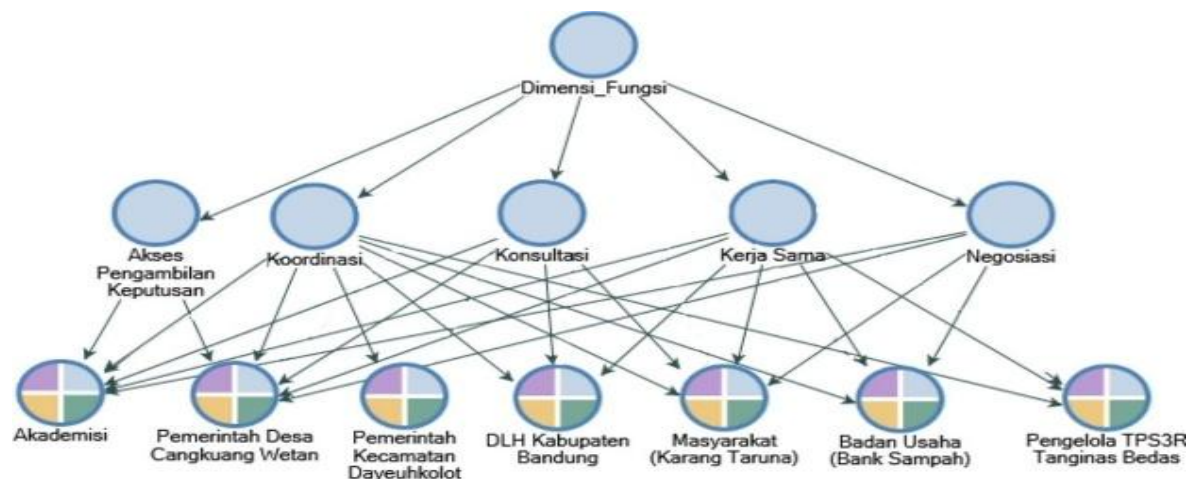 Dimensi_Fungsi
Akses
Pengambilan
Keputusan
Koordinasi
Konsultasi
Kerja Sama
Negosiasi
Akademisi
Pemerintah Desa
Cangkuang Wetan
Pemerintah
Kecamatan
Dayeuhkolot
DLH Kabupaten
Bandung
Masyarakat
(Karang Taruna)
Badan Usaha
(Bank Sampah)
Pengelola TPS3R
Tanginas Bedas